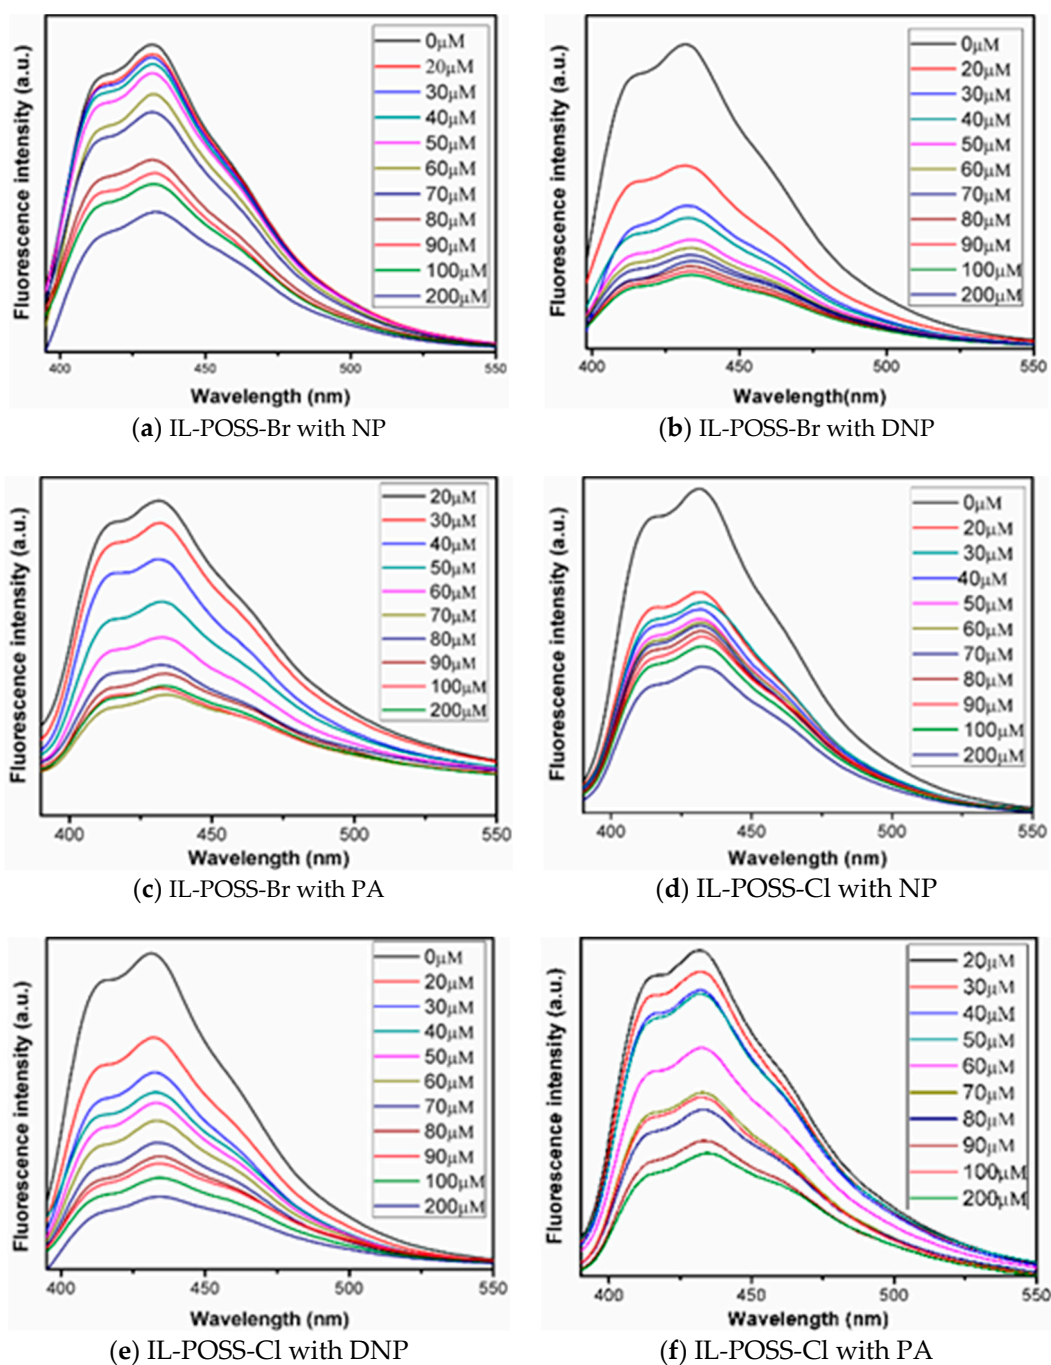 Fluorescence intensity (a.u.)
0µM
20µM
30µM
40µM
50µM
60µM
70µM
80µM
90µM
100µM
200µM
400 450 500 550
Wavelength (nm)
(a) IL-POSS-Br with NP
Fluorescence intensity (a.u.)
0µM
20µM
30µM
40µM
50µM
60µM
70µM
80µM
90µM
100µM
200µM
400 450 500 550
Wavelength(nm)
(b) IL-POSS-Br with DNP
Fluorescence intensity (a.u.)
20µM
30µM
40µM
50µM
60µM
70µM
80µM
90µM
100µM
200µM
400 450 500 550
Wavelength (nm)
(c) IL-POSS-Br with PA
Fluorescence intensity (a.u.)
0µM
20µM
30µM
40µM
50µM
60µM
70µM
80µM
90µM
100µM
200µM
400 450 500 550
Wavelength (nm)
(d) IL-POSS-Cl with NP
Fluorescence intensity (a.u.)
0µM
20µM
30µM
40µM
50µM
60µM
70µM
80µM
90µM
100µM
200µM
400 450 500 550
Wavelength (nm)
(e) IL-POSS-Cl with DNP
Fluorescence intensity (a.u.)
20µM
30µM
40µM
50µM
60µM
70µM
80µM
90µM
100µM
200µM
400 450 500 550
Wavelength (nm)
(f) IL-POSS-Cl with PA